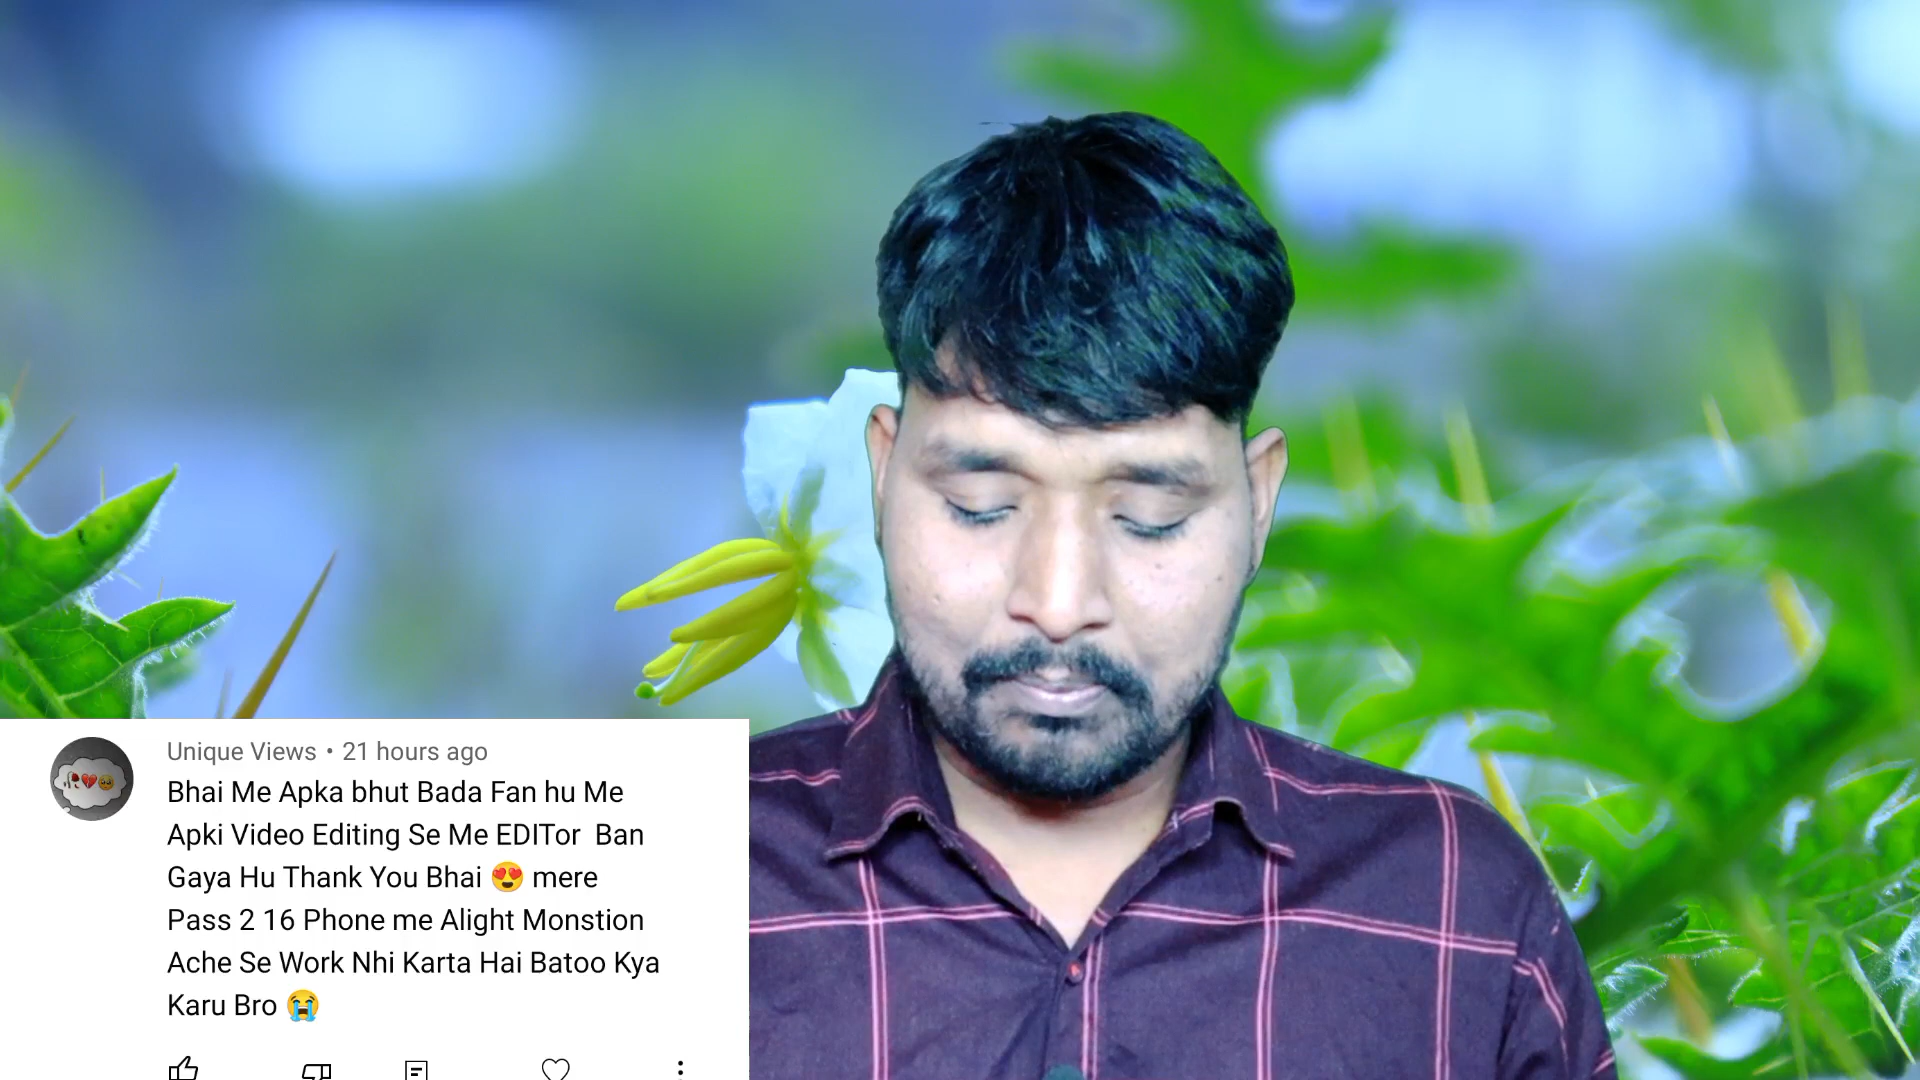 Unique Views • 21 hours ago
Bhai Me Apka bhut Bada Fan hu Me
Apki Video Editing Se Me EDITor  Ban
Gaya Hu Thank You Bhai 😍 mere
Pass 2 16 Phone me Alight Monstion
Ache Se Work Nhi Karta Hai Batoo Kya
Karu Bro 😭